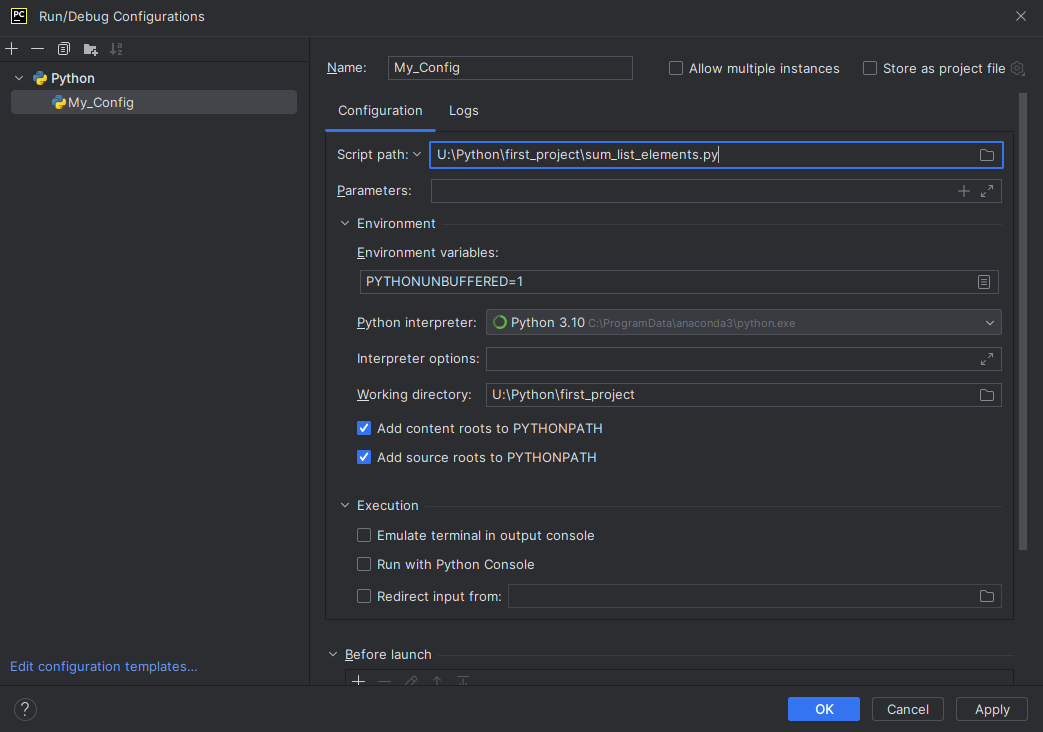 PC Run/Debug Configurations
Name: My_Config Allow multiple instances Store as project file
Python
My_Config
Configuration Logs
Script path: U:\Python\first_project\sum_list_elements.py
Parameters:
Environment
Environment variables:
PYTHONUNBUFFERED=1
Python interpreter: Python 3.10 C:\ProgramData\anaconda3\python.exe
Interpreter options:
Working directory: U:\Python\first_project
Add content roots to PYTHONPATH
Add source roots to PYTHONPATH
Execution
Emulate terminal in output console
Run with Python Console
Redirect input from:
Before launch
Edit configuration templates...
? OK Cancel Apply